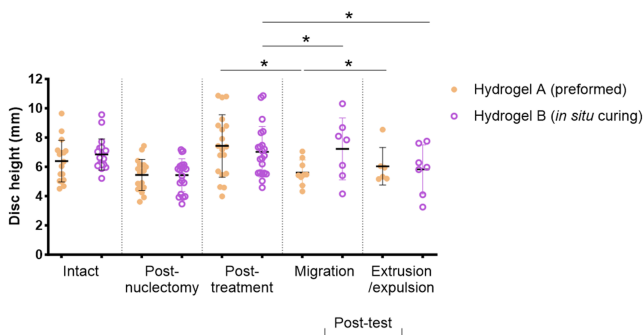 *
*
*
*
Disc height (mm)
12
10
8
6
4
2
0
Intact
Post-
nuclectomy
Post-
treatment
Migration
Extrusion
/expulsion
Post-test
Hydrogel A (preformed)
Hydrogel B (in situ curing)